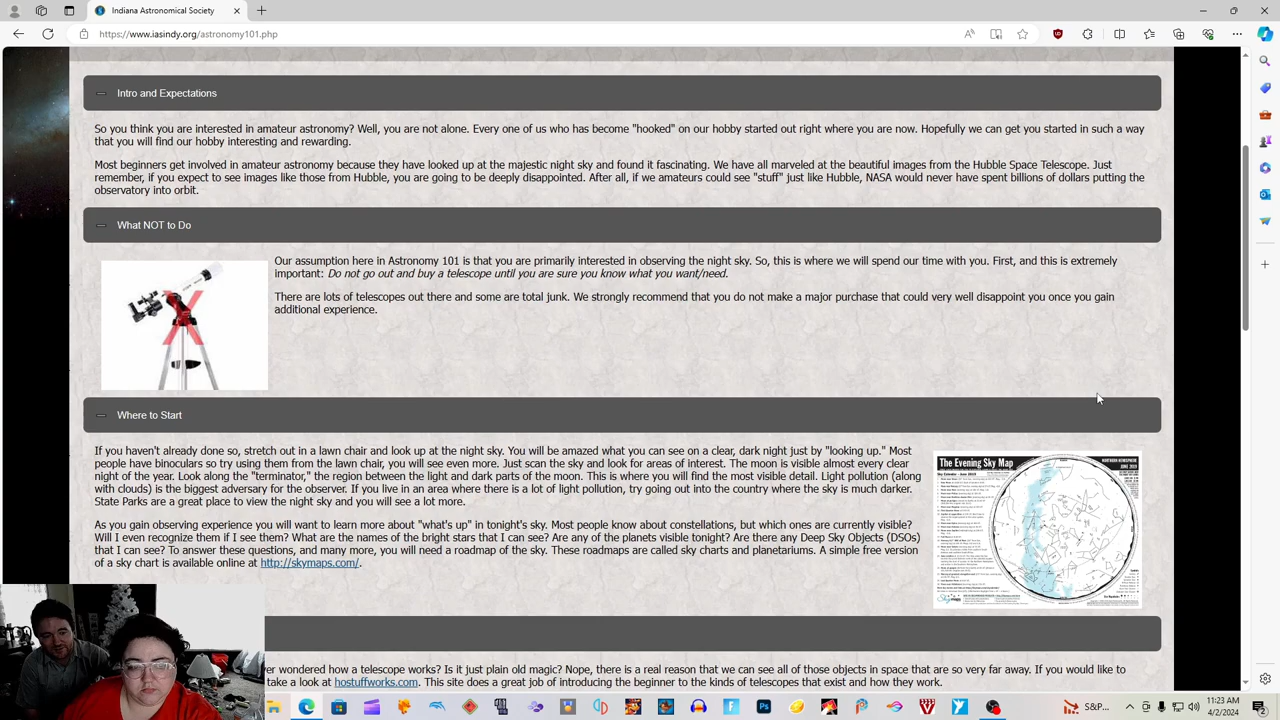 Indiana Astronomical Society
https://www.iasindy.org/astronomy101.php
Intro and Expectations
So you think you are interested in amateur astronomy? Well, you are not alone. Every one of us who has become "hooked" on our hobby started out right where you are now. Hopefully we can get you started in such a way
that you will find our hobby interesting and rewarding.
Most beginners get involved in amateur astronomy because they have looked up at the majestic night sky and found it fascinating. We have all marveled at the beautiful images from the Hubble Space Telescope. Just
remember, if you expect to see images like those from Hubble, you are going to be deeply disappointed. After all, if we amateurs could see "stuff" just like Hubble, NASA would never have spent billions of dollars putting the
observatory into orbit.
What NOT to Do
Our assumption here in Astronomy 101 is that you are primarily interested in observing the night sky. So, this is where we will spend our time with you. First, and this is extremely
important: Do not go out and buy a telescope until you are sure you know what you want/need.
There are lots of telescopes out there and some are total junk. We strongly recommend that you do not make a major purchase that could very well disappoint you once you gain
additional experience.
Where to Start
If you haven't already done so, stretch out in a lawn chair and look up at the night sky. You will be amazed what you can see on a clear, dark night just by "looking up." Most
people have binoculars so try using them from the lawn chair, you will see even more. Just scan the sky and look for areas of interest. The moon is visible almost every clear
night of the year. Look along the "terminator," the region between the light and dark parts of the moon. This is where you will find the most visible detail. Light pollution (along
with clouds) is the biggest adversary for the observer. If you live in an area where there is a lot of light pollution, try going out into the country where the sky is much darker.
State Parks are a great place to view the night sky and you will see a lot more.
As you gain observing experience you will want to learn more about "what's up" in tonight's sky. Most people know about constellations, but which ones are currently visible?
Will I even recognize them if I see them? What are the names of the bright stars that I can see? Are any of the planets visible tonight? Are there any Deep Sky Objects (DSOs)
that I can see? To answer these questions, and many more, you will need a roadmap of the sky. These roadmaps are called star charts and planetariums. A simple free version
of a sky chart is available online at http://skymaps.com/.
The Evening Sky Map
er wondered how a telescope works? Is it just plain old magic? Nope, there is a real reason that we can see all of those objects in space that are so very far away. If you would like to
take a look at hostuffworks.com. This site does a great job of introducing the beginner to the kinds of telescopes that exist and how they work.
S&P...
11:23 AM
4/2/2024